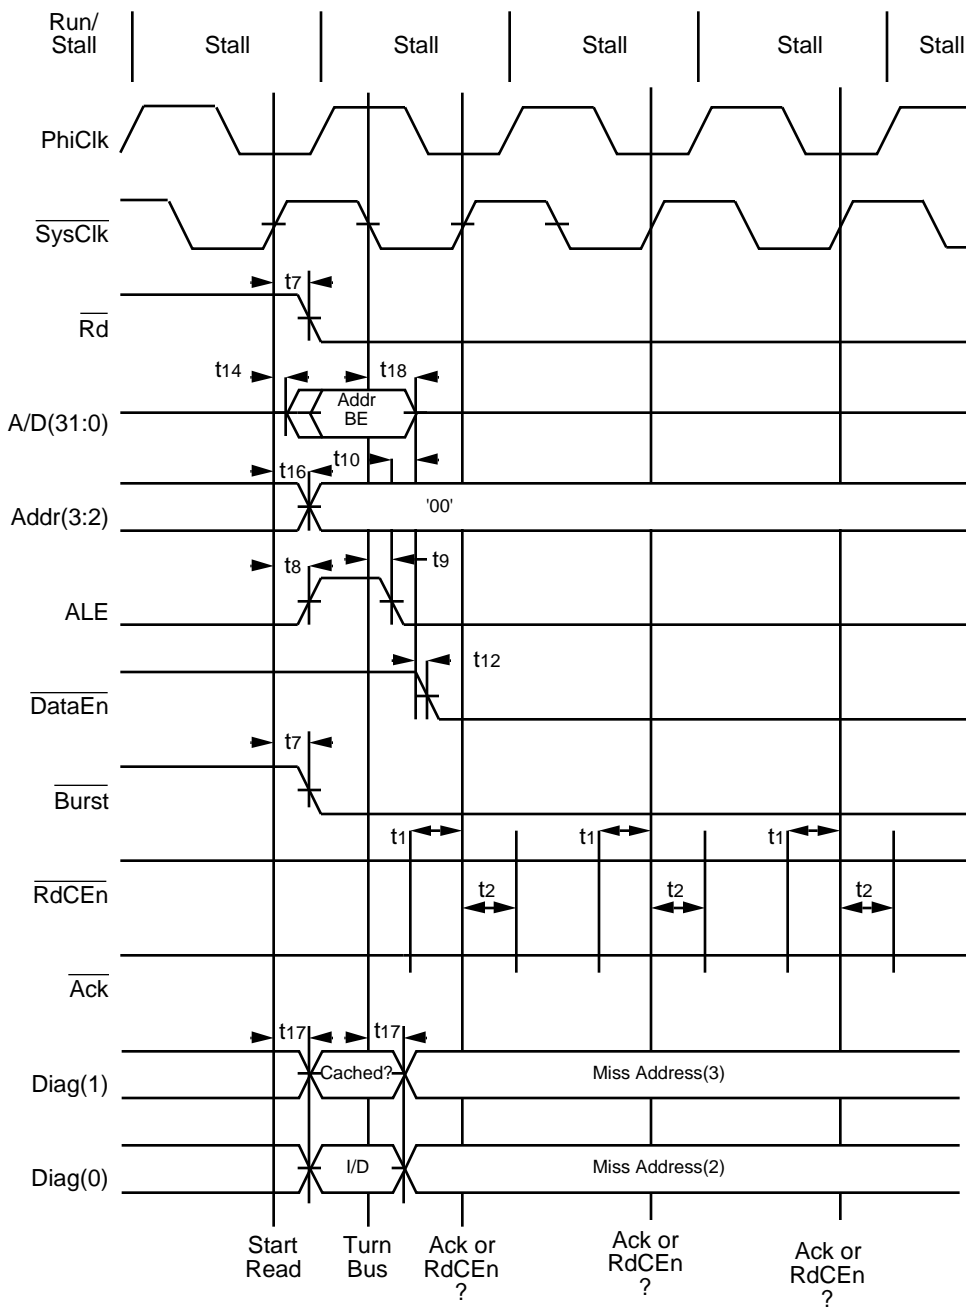 Run/
Stall
Stall
Stall
Stall
Stall
Stall
PhiClk
SysClk
t7
Rd
t14
t18
Addr
BE
A/D(31:0)
t10
t16
'00'
Addr(3:2)
t8
t9
ALE
t12
DataEn
t7
Burst
t1
t1
t1
RdCEn
t2
t2
t2
Ack
t17
t17
Cached?
Miss Address(3)
Diag(1)
I/D
Miss Address(2)
Diag(0)
Start
Read
Turn
Bus
Ack or
RdCEn
?
Ack or
RdCEn
?
Ack or
RdCEn
?